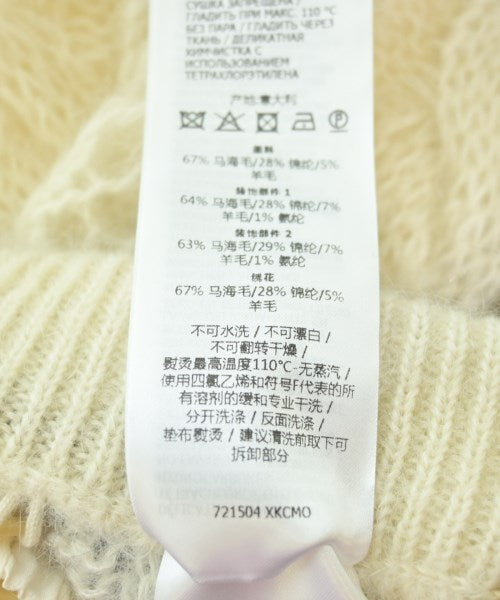 СУШКА ЗАПРЕЩЕНА /
ГЛАДИТЬ ПРИ МАКС. 110 °C
БЕЗ ПАРА / ГЛАДИТЬ ЧЕРЕЗ
ТКАНЬ / ДЕЛИКАТНАЯ
ХИМЧИСТКА С
ИСПОЛЬЗОВАНИЕМ
ТЕТРАХЛОРЭТИЛЕНА
产地:意大利
面料
67% 马海毛/28% 锦纶/5%
羊毛
装饰部件 1
64% 马海毛/28% 锦纶/7%
羊毛/1% 氨纶
装饰部件 2
63% 马海毛/29% 锦纶/7%
羊毛/1% 氨纶
绣花
67% 马海毛/28% 锦纶/5%
羊毛
不可水洗 / 不可漂白 /
不可翻转干燥 /
熨烫最高温度110°C-无蒸汽 /
使用四氯乙烯和符号F代表的所
有溶剂的缓和专业干洗 /
分开洗涤 / 反面洗涤 /
垫布熨烫 / 建议清洗前取下可
拆卸部分
721504 XKCMO